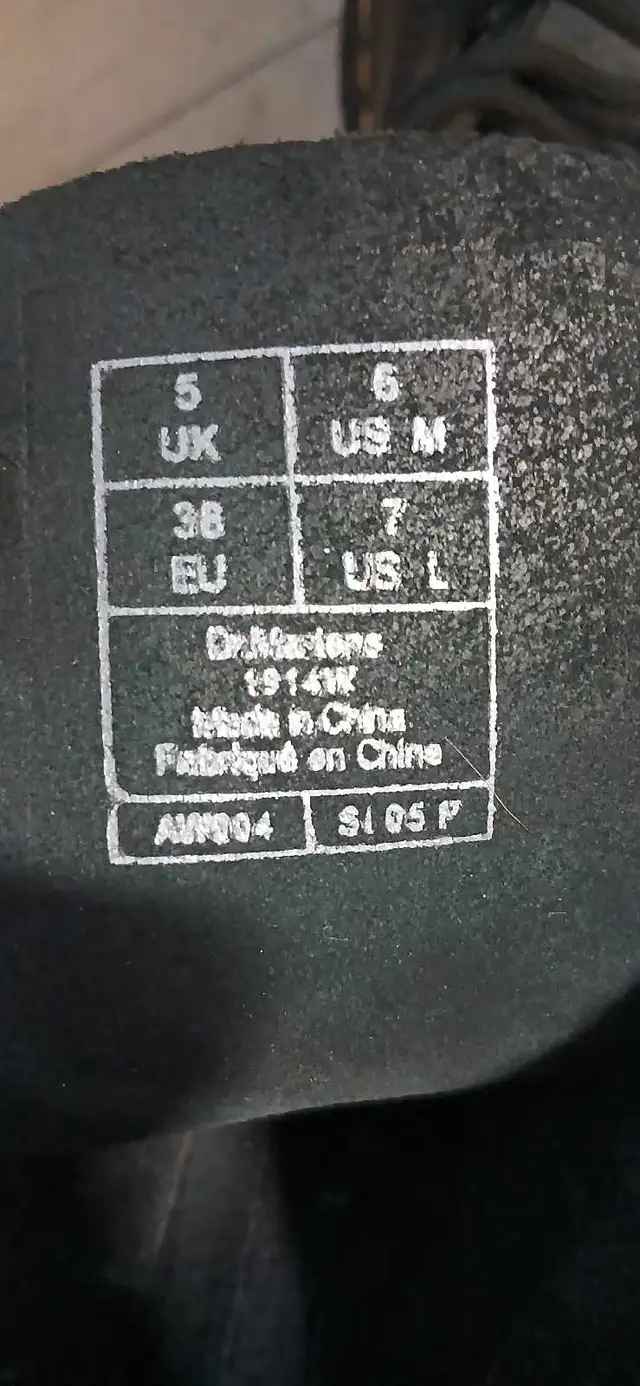 5
UK
6
US M
38
EU
7
US L
Dr.Martens
1914W
Made in China
Fabriqué en China
AW004
SI 05 F